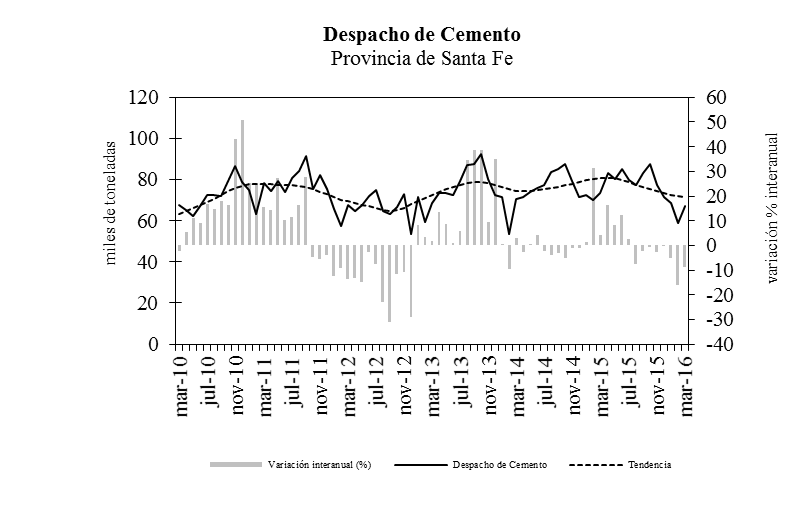 Despacho de Cemento
Provincia de Santa Fe
miles de toneladas
120
100
80
60
40
20
0
60
50
40
30
20
10
0
-10
-20
-30
-40
variación % interanual
mar-10
jul-10
nov-10
mar-11
jul-11
nov-11
mar-12
jul-12
nov-12
mar-13
jul-13
nov-13
mar-14
jul-14
nov-14
mar-15
jul-15
nov-15
mar-16
Variación interanual (%) Despacho de Cemento Tendencia